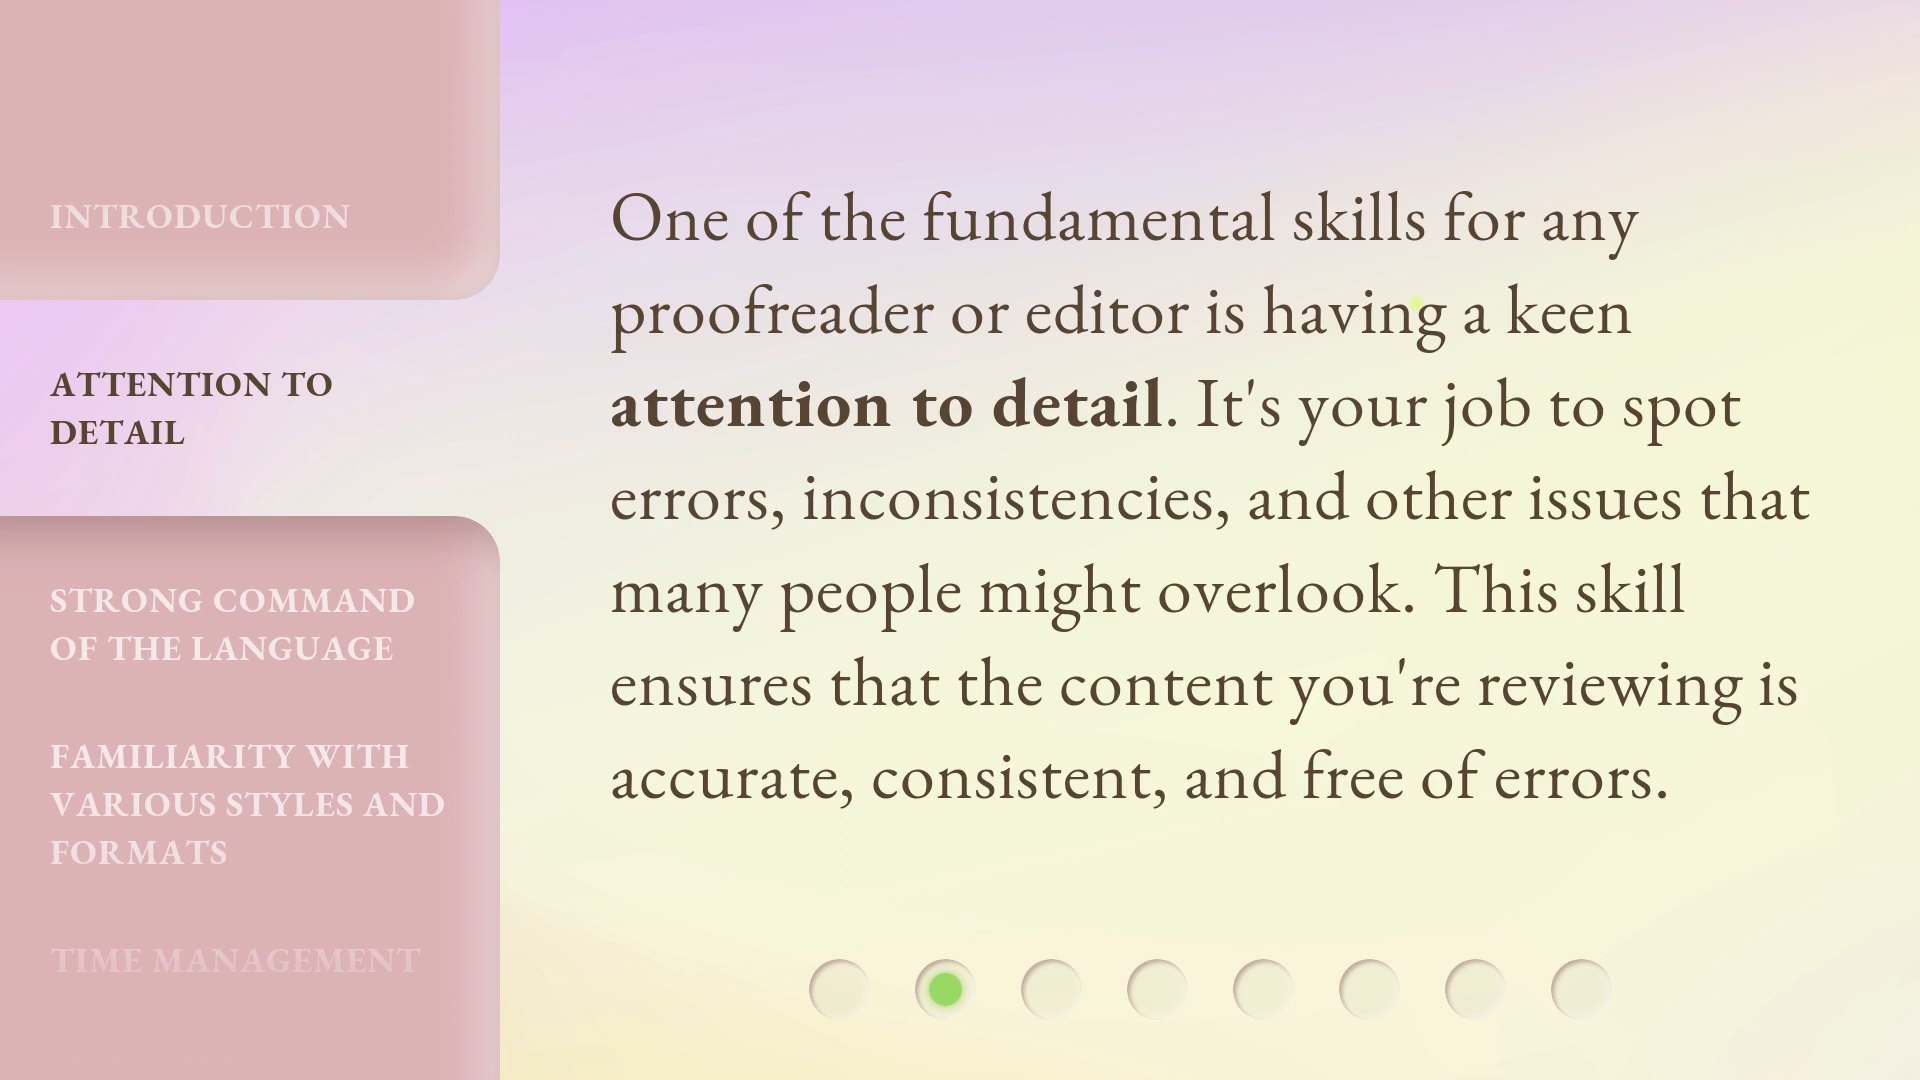 INTRODUCTION
ATTENTION TO
DETAIL
STRONG COMMAND
OF THE LANGUAGE
FAMILIARITY WITH
VARIOUS STYLES AND
FORMATS
TIME MANAGEMENT
One of the fundamental skills for any
proofreader or editor is having a keen
attention to detail. It's your job to spot
errors, inconsistencies, and other issues that
many people might overlook. This skill
ensures that the content you're reviewing is
accurate, consistent, and free of errors.